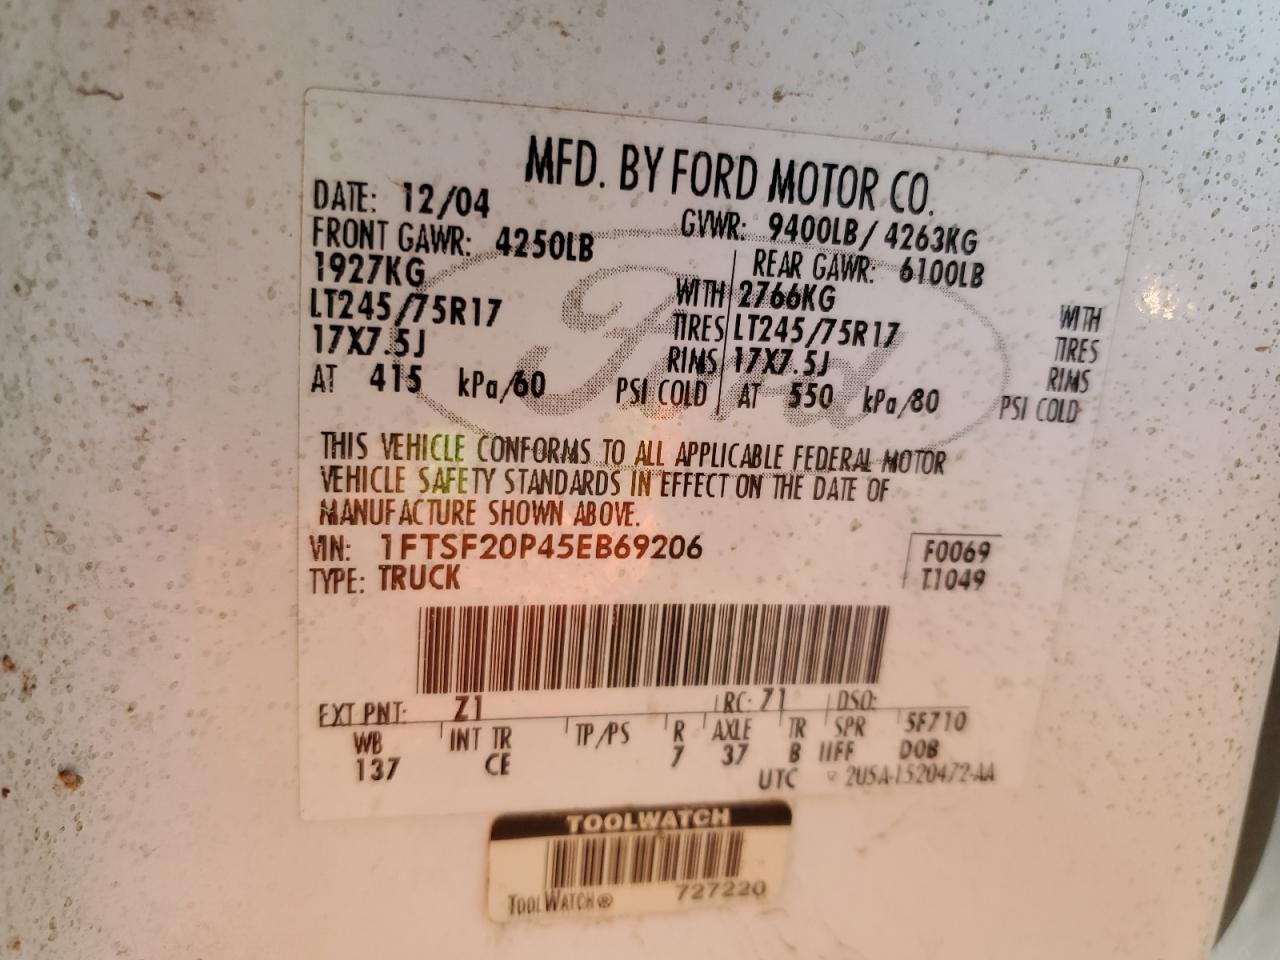 MFD. BY FORD MOTOR CO.
DATE: 12/04 GVWR: 9400LB/ 4263KG
FRONT GAWR: 4250LB REAR GAWR: 6100LB
1927KG WITH 2766KG WITH
LT245/75R17 TIRES LT245/75R17 TIRES
17X7.5J RIMS 17X7.5J RIMS
AT 415 kPa/60 PSI COLD AT 550 kPa/80 PSI COLD
Ford
THIS VEHICLE CONFORMS TO ALL APPLICABLE FEDERAL MOTOR
VEHICLE SAFETY STANDARDS IN EFFECT ON THE DATE OF
MANUFACTURE SHOWN ABOVE.
VIN: 1FTSF20P45EB69206 F0069
TYPE: TRUCK T1049
EXT PNT: Z1 RC: 71 DSO:
WB INT TR TP/PS R AXLE TR SPR 5F710
137 CE 7 37 B IIFF DOB
UTC 2U5A-1520472-AA
TOOLWATCH
TOOLWATCH® 727220